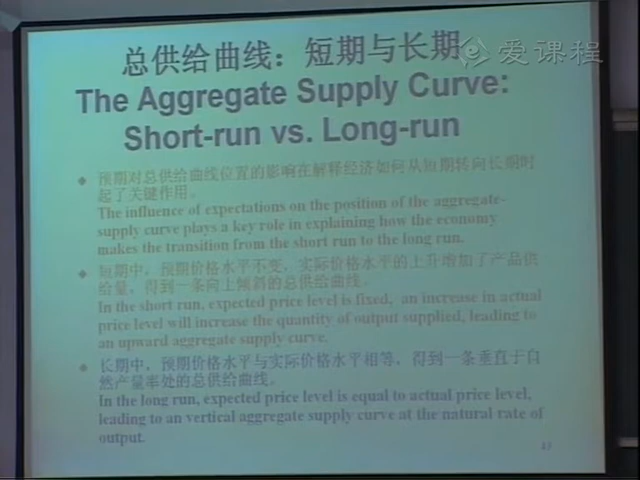 爱课程
总供给曲线：短期与长期
The Aggregate Supply Curve:
Short-run vs. Long-run
预期对总供给曲线位置的影响在解释经济如何从短期转向长期时
起了关键作用。
The influence of expectations on the position of the aggregate-
supply curve plays a key role in explaining how the economy
makes the transition from the short run to the long run.
短期中，预期价格水平不变，实际价格水平的上升增加了产品供
给量，得到一条向上倾斜的总供给曲线。
In the short run, expected price level is fixed, an increase in actual
price level will increase the quantity of output supplied, leading to
an upward aggregate supply curve.
长期中，预期价格水平与实际价格水平相等，得到一条垂直于自
然产量率处的总供给曲线。
In the long run, expected price level is equal to actual price level,
leading to an vertical aggregate supply curve at the natural rate of
output.